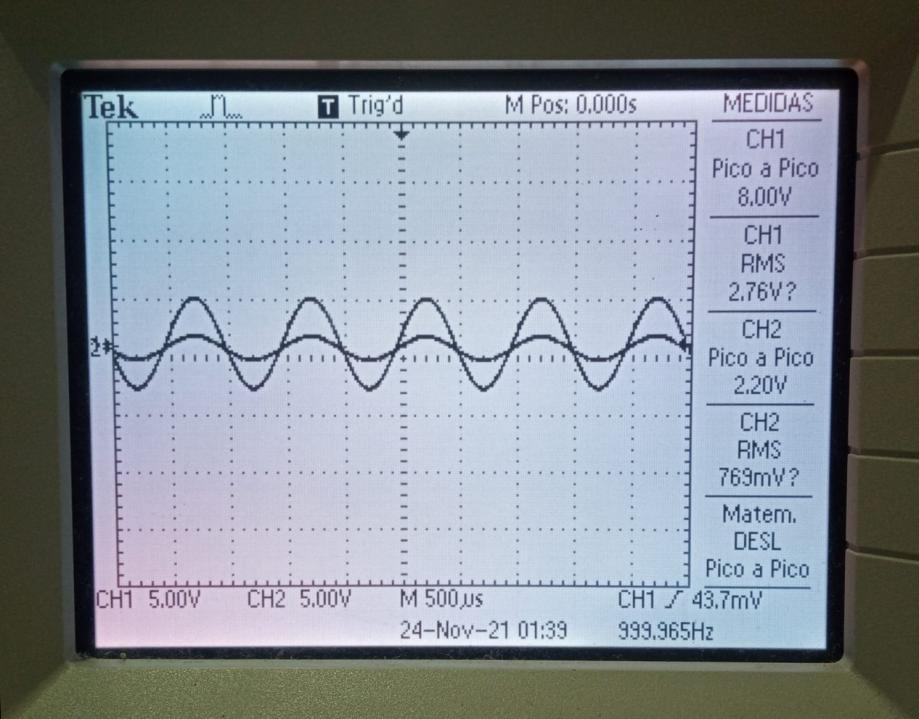 Tek T Trig'd M Pos: 0.000s MEDIDAS
CH1
Pico a Pico
8.00V
CH1
RMS
2.76V?
CH2
Pico a Pico
2.20V
CH2
RMS
769mV?
Matem.
DESL
Pico a Pico
2
CH1 5.00V CH2 5.00V M 500µs CH1 43.7mV
24-Nov-21 01:39 999.965Hz